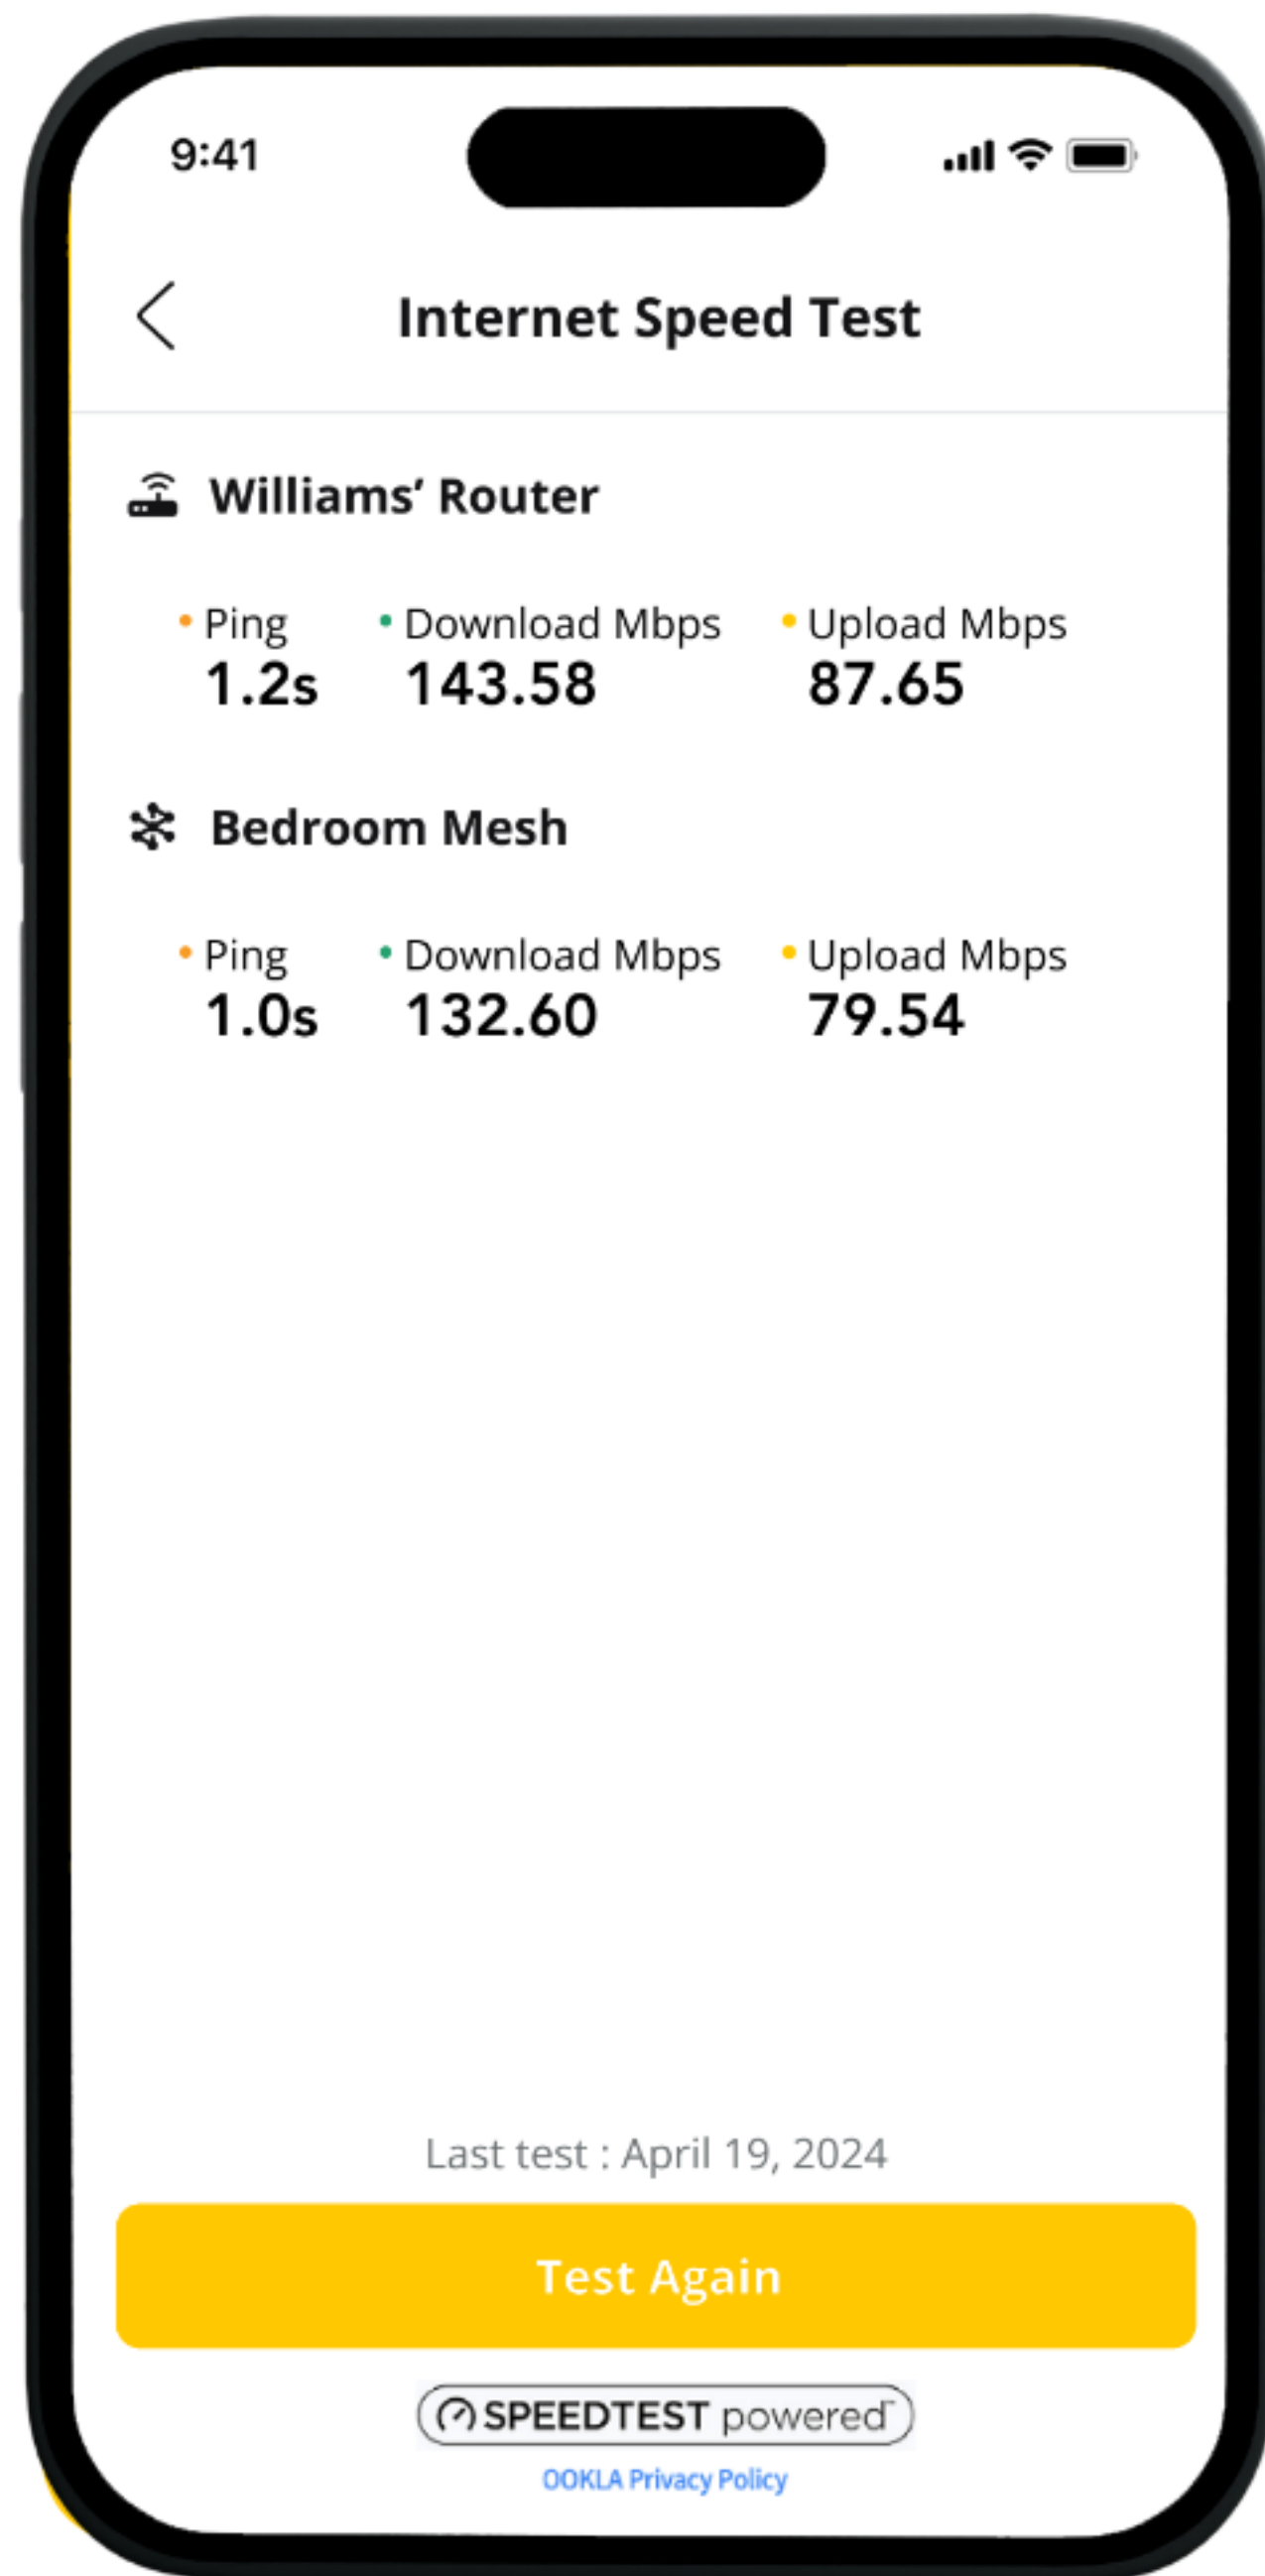 9:41
Internet Speed Test
Williams’ Router
Ping Download Mbps Upload Mbps
1.2s 143.58 87.65
Bedroom Mesh
Ping Download Mbps Upload Mbps
1.0s 132.60 79.54
Last test : April 19, 2024
Test Again
SPEEDTEST powered™
OOKLA Privacy Policy